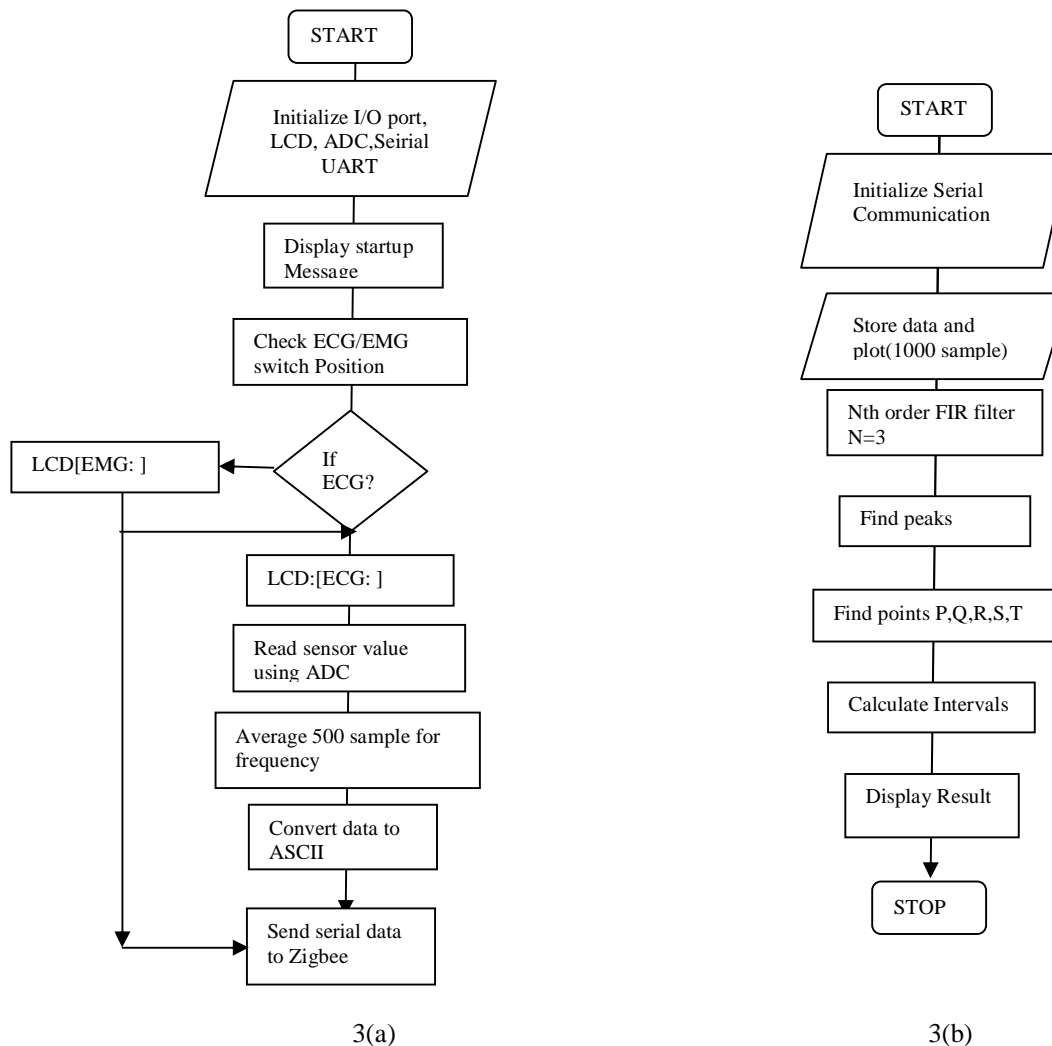 START
Initialize I/O port,
LCD, ADC,Seirial
UART
Display startup
Message
Check ECG/EMG
switch Position
If
ECG?
LCD[EMG: ]
LCD:[ECG: ]
Read sensor value
using ADC
Average 500 sample for
frequency
Convert data to
ASCII
Send serial data
to Zigbee
3(a)
START
Initialize Serial
Communication
Store data and
plot(1000 sample)
Nth order FIR filter
N=3
Find peaks
Find points P,Q,R,S,T
Calculate Intervals
Display Result
STOP
3(b)